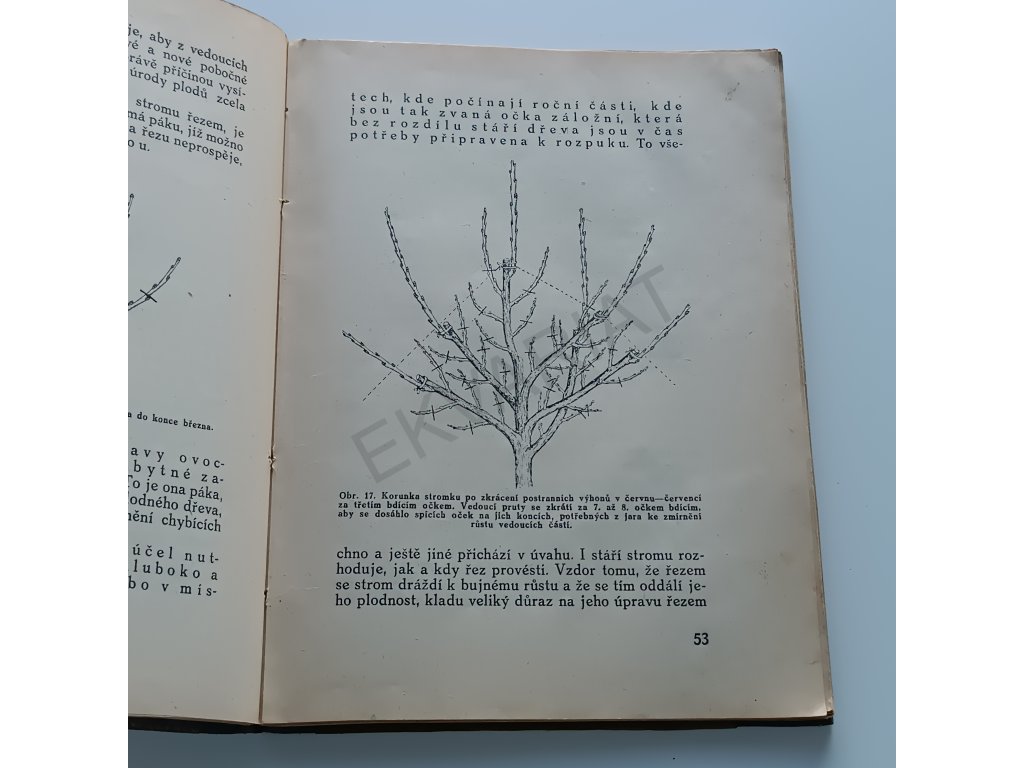 je, aby z vedoucích
vé a nové pobočné
rávě příčinou vysí-
úrody plodů zcela
stromu řezem, je
má páku, jíž možno
a řezu neprospěje,
o u.
a do konce března.
avy ovoc-
bytné za-
To je ona páka,
odného dřeva,
nění chybících
účel nut-
luboko a
bo v mís-
tech, kde počínají roční části, kde
jsou tak zvaná očka záložní, která
bez rozdílu stáří dřeva jsou v čas
potřeby připravena k rozpuku. To vše-
EKVARIAT
Obr. 17. Korunka stromku po zkrácení postranních výhonů v červnu—červenci
za třetím bdícím očkem. Vedoucí pruty se zkrátí za 7. až 8. očkem bdícím,
aby se dosáhlo spících oček na jich koncích, potřebných z jara ke zmírnění
růstu vedoucích částí.
chno a ještě jiné přichází v úvahu. I stáří stromu roz-
hoduje, jak a kdy řez provésti. Vzdor tomu, že řezem
se strom dráždí k bujnému růstu a že se tím oddálí je-
ho plodnost, kladu veliký důraz na jeho úpravu řezem
53